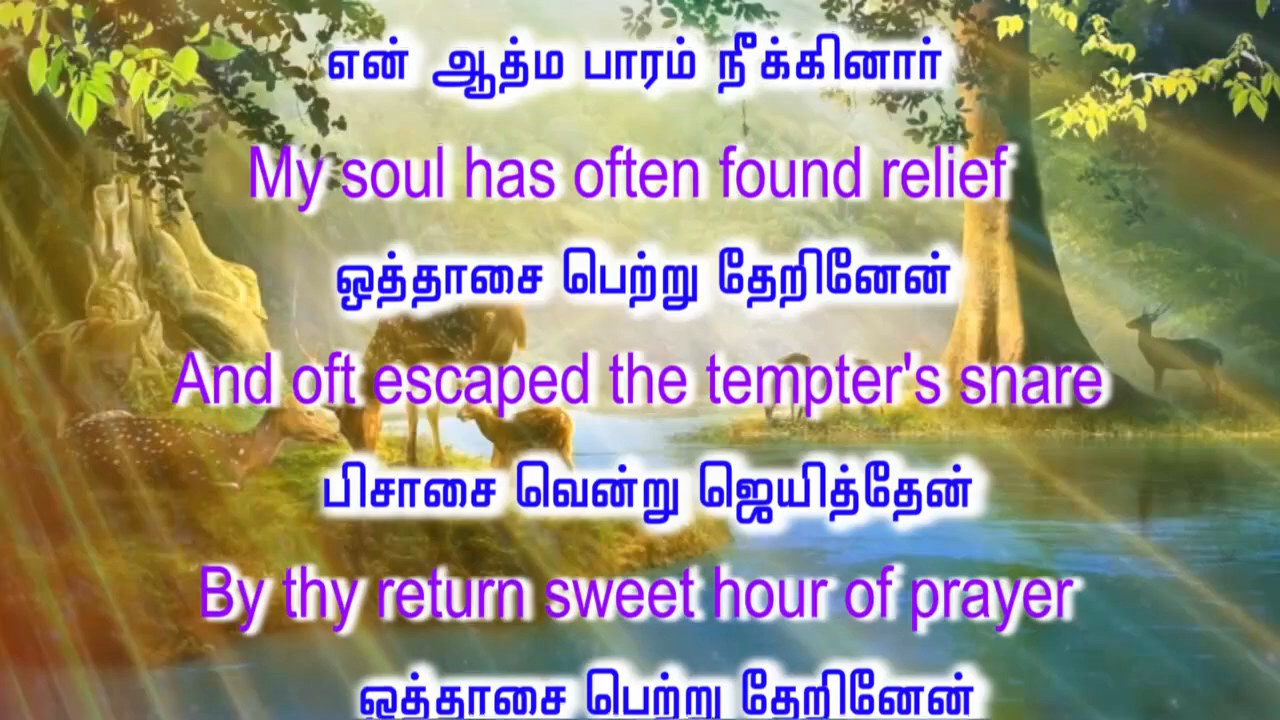 என் ஆத்ம பாரம் நீக்கினார்
My soul has often found relief
ஒத்தாசை பெற்று தேறினேன்
And oft escaped the tempter's snare
பிசாசை வென்று ஜெயித்தேன்
By thy return sweet hour of prayer
ஒத்தாசை பெற்று தேறினேன்